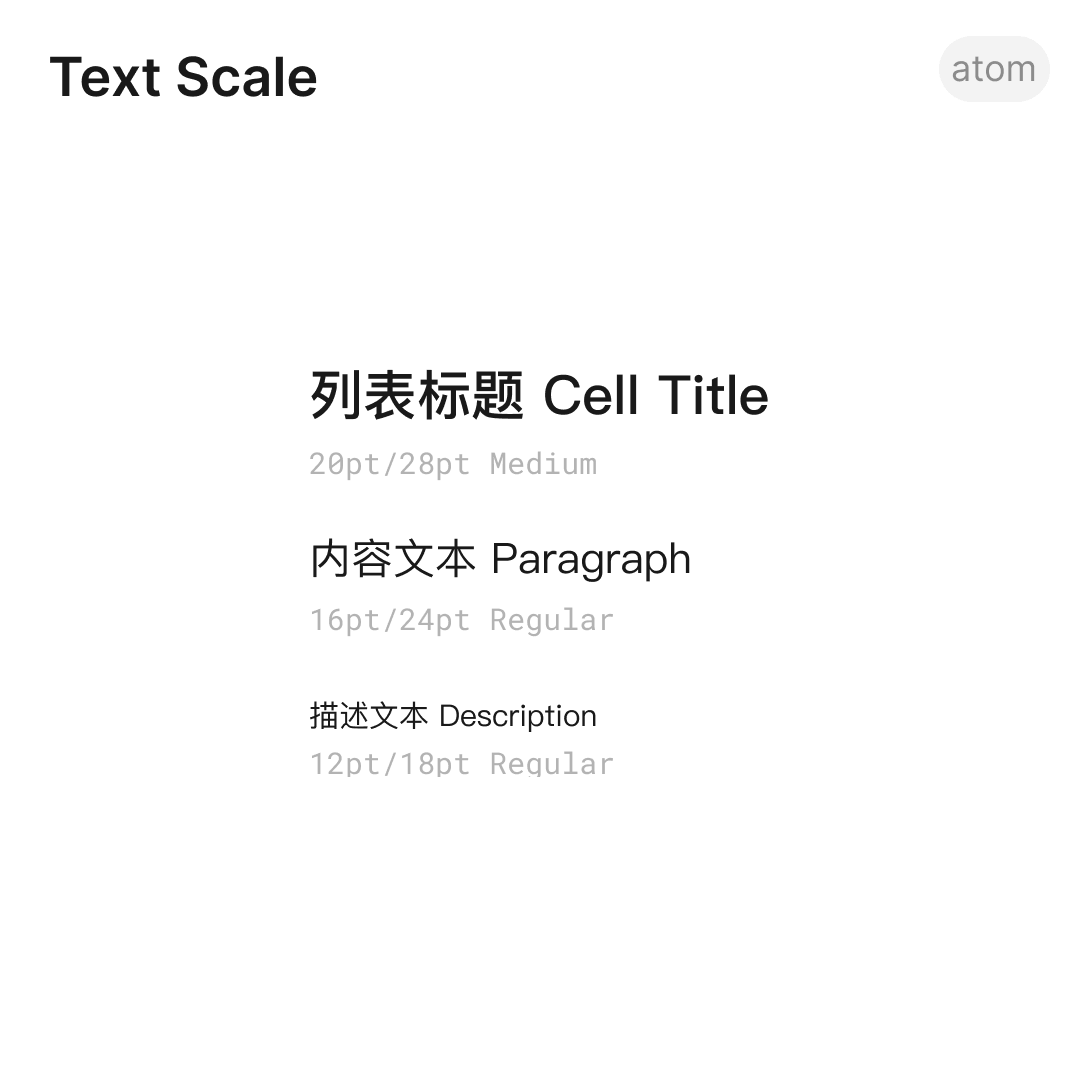 Text Scale
atom
列表标题 Cell Title
20pt/28pt Medium
内容文本 Paragraph
16pt/24pt Regular
描述文本 Description
12pt/18pt Regular